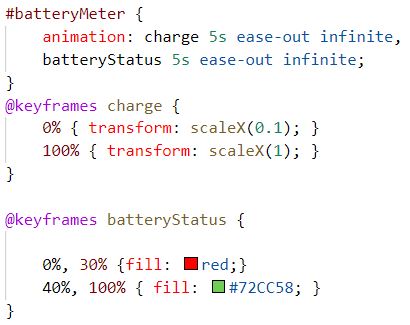 #batteryMeter {
    animation: charge 5s ease-out infinite,
    batteryStatus 5s ease-out infinite;
}
@keyframes charge {
    0% { transform: scaleX(0.1); }
    100% { transform: scaleX(1); }
}

@keyframes batteryStatus {

    0%, 30% {fill: red;}
    40%, 100% { fill: #72CC58; }
}